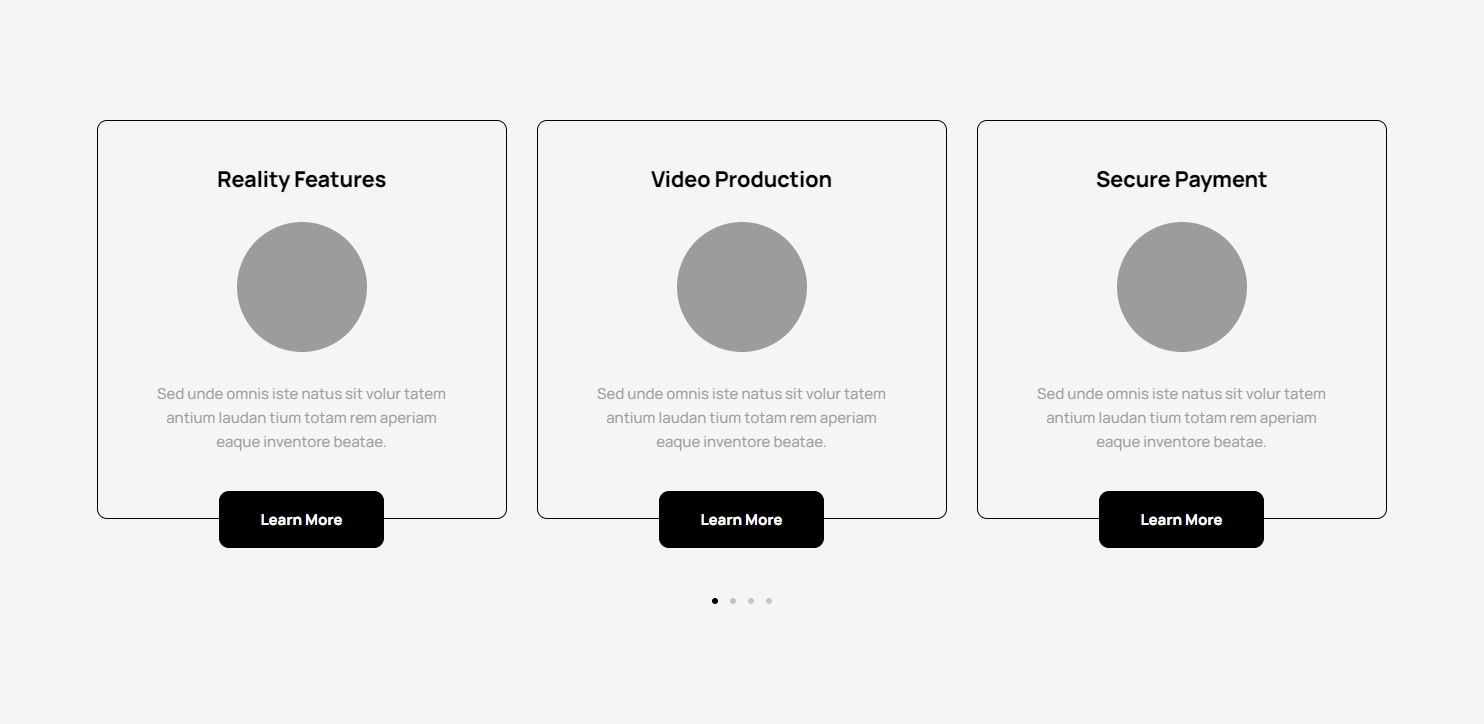 Reality Features
Sed unde omnis iste natus sit volur tatem
antium laudan tium totam rem aperiam
eaque inventore beatae.
Learn More
Video Production
Sed unde omnis iste natus sit volur tatem
antium laudan tium totam rem aperiam
eaque inventore beatae.
Learn More
Secure Payment
Sed unde omnis iste natus sit volur tatem
antium laudan tium totam rem aperiam
eaque inventore beatae.
Learn More